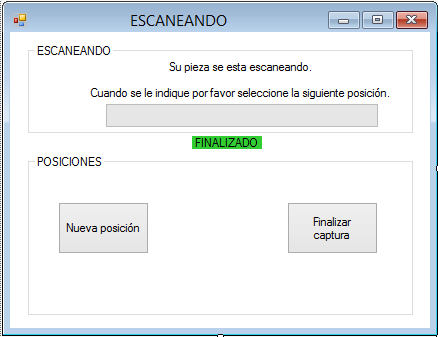 ESCANEANDO
ESCANEANDO
Su pieza se esta escaneando.
Cuando se le indique por favor seleccione la siguiente posición.
FINALIZADO
POSICIONES
Nueva posición
Finalizar
captura